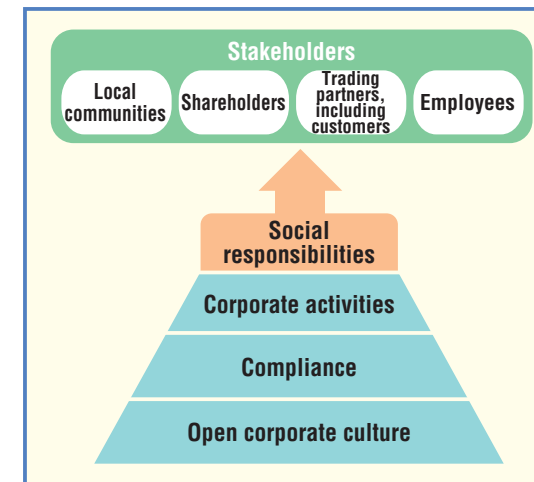 Stakeholders
Local
communities
Shareholders
Trading
partners,
including
customers
Employees
Social
responsibilities
Corporate activities
Compliance
Open corporate culture